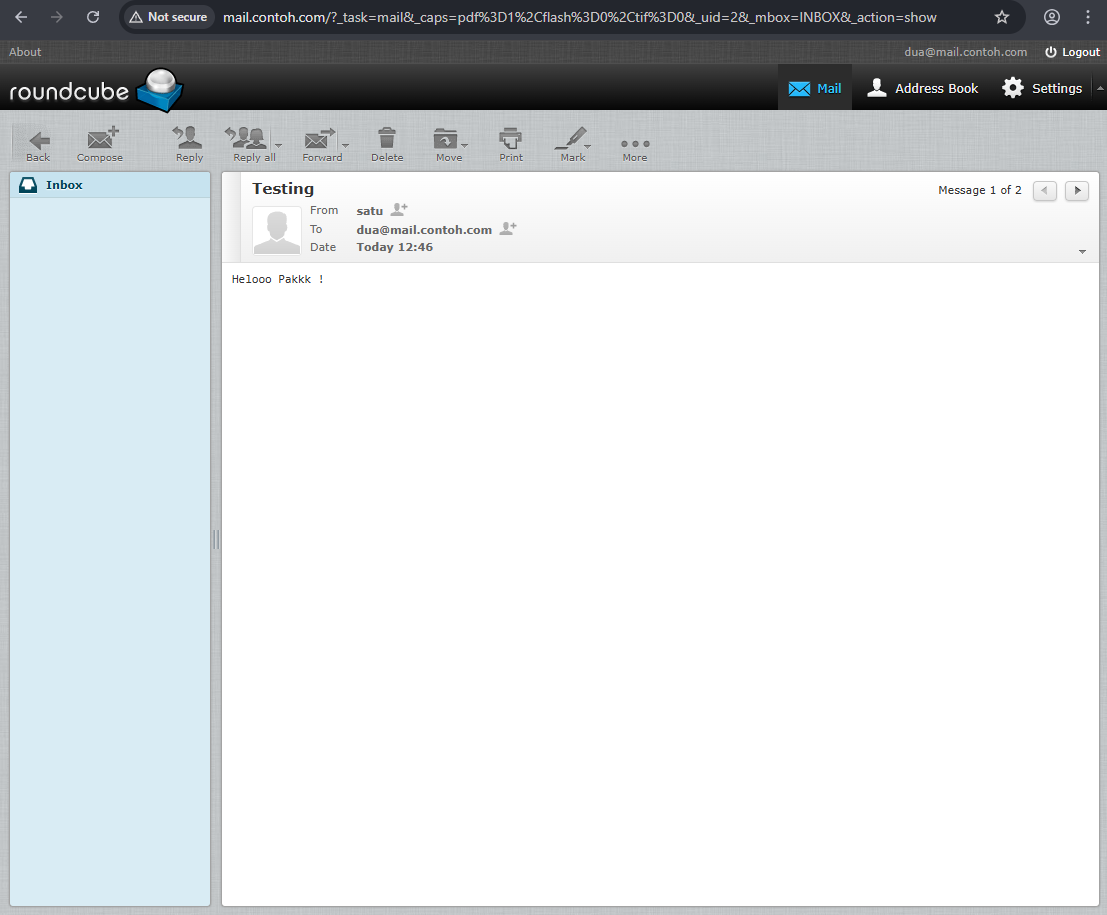 Not secure
mail.contoh.com/?_task=mail&_caps=pdf%3D1%2Cflash%3D0%2Ctif%3D0&_uid=2&_mbox=INBOX&_action=show
About
dua@mail.contoh.com
Logout
roundcube
Mail
Address Book
Settings
Back
Compose
Reply
Reply all
Forward
Delete
Move
Print
Mark
More
Inbox
Testing
Message 1 of 2
From satu
To dua@mail.contoh.com
Date Today 12:46
Helooo Pakkk !